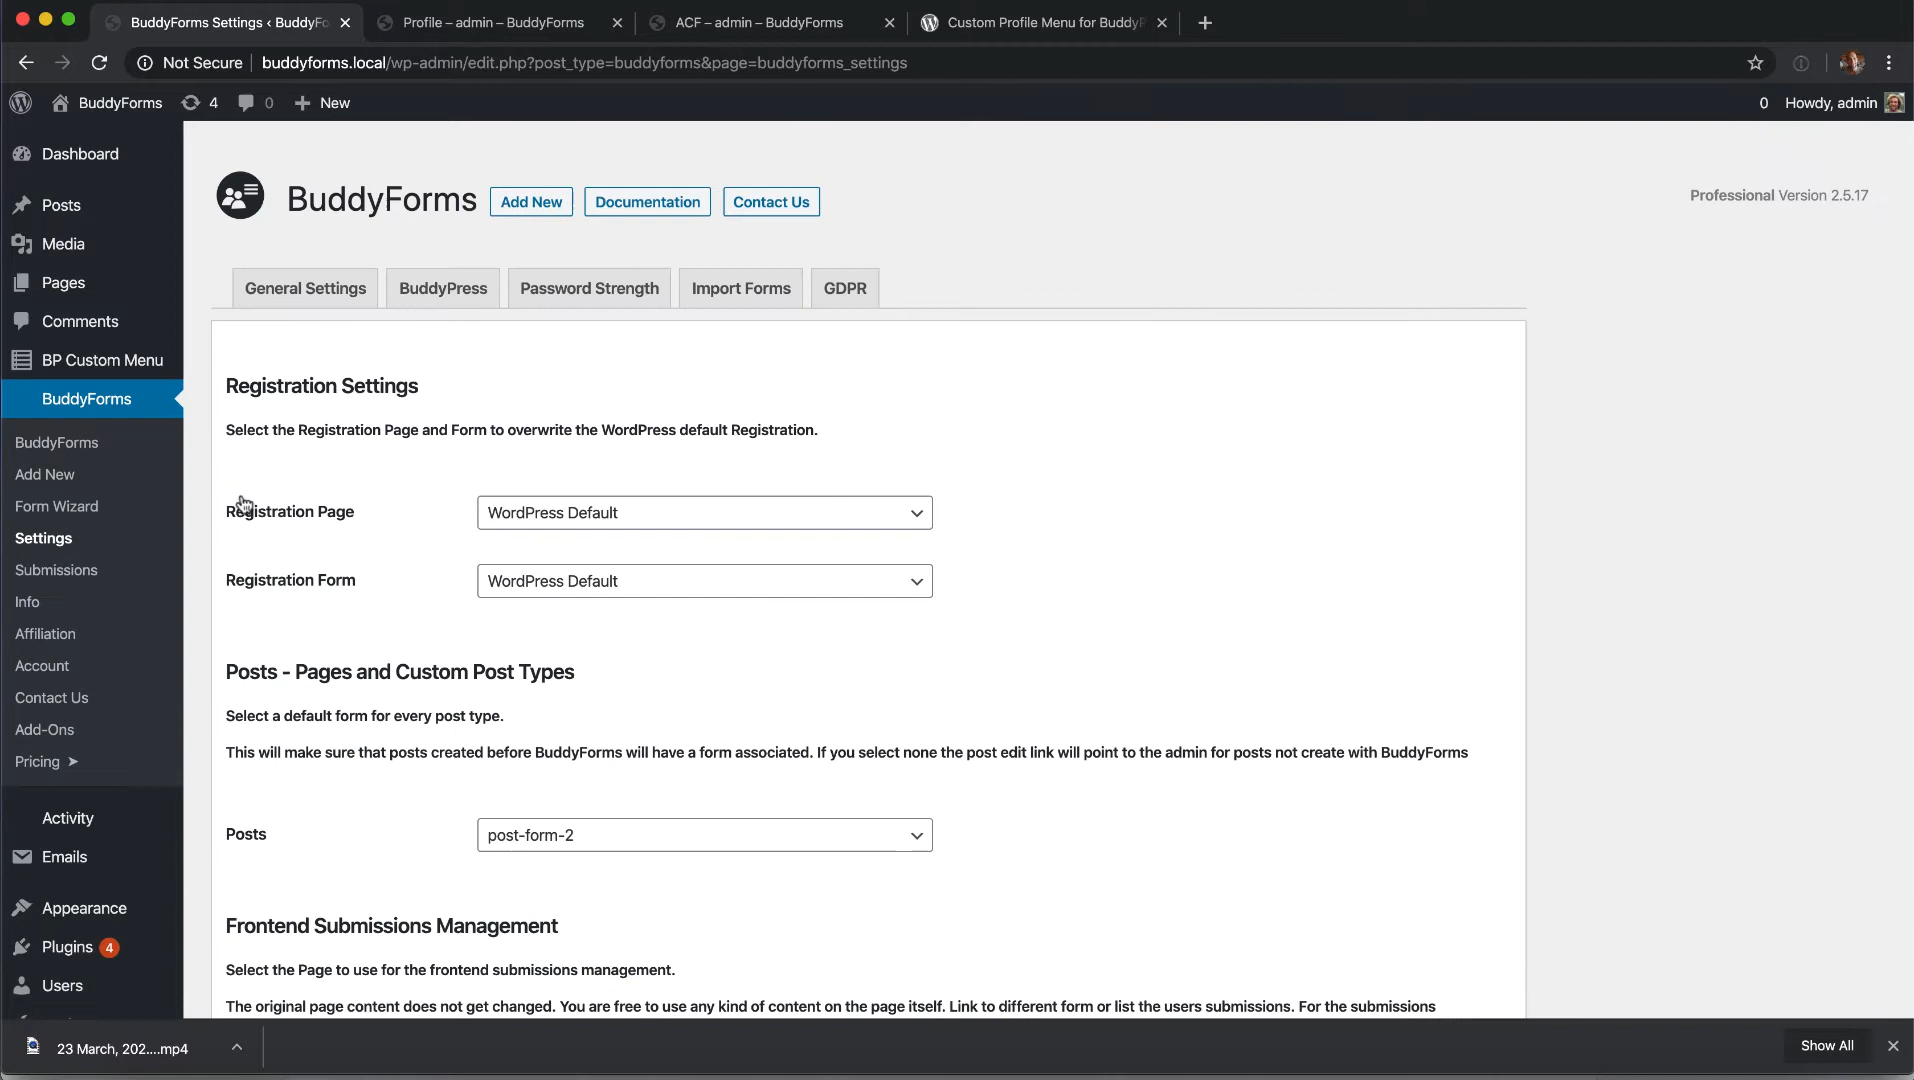 BuddyForms Settings ‹ BuddyFo
Profile – admin – BuddyForms
ACF – admin – BuddyForms
Custom Profile Menu for BuddyP
Not Secure
buddyforms.local/wp-admin/edit.php?post_type=buddyforms&page=buddyforms_settings
BuddyForms
4
0
New
0
Howdy, admin
Dashboard
Posts
Media
Pages
Comments
BP Custom Menu
BuddyForms
BuddyForms
Add New
Form Wizard
Settings
Submissions
Info
Affiliation
Account
Contact Us
Add-Ons
Pricing ➤
Activity
Emails
Appearance
Plugins 4
Users
BuddyForms
Add New
Documentation
Contact Us
Professional Version 2.5.17
General Settings
BuddyPress
Password Strength
Import Forms
GDPR
Registration Settings
Select the Registration Page and Form to overwrite the WordPress default Registration.
Registration Page
WordPress Default
Registration Form
WordPress Default
Posts - Pages and Custom Post Types
Select a default form for every post type.
This will make sure that posts created before BuddyForms will have a form associated. If you select none the post edit link will point to the admin for posts not create with BuddyForms
Posts
post-form-2
Frontend Submissions Management
Select the Page to use for the frontend submissions management.
The original page content does not get changed. You are free to use any kind of content on the page itself. Link to different form or list the users submissions. For the submissions
23 March, 202....mp4
Show All